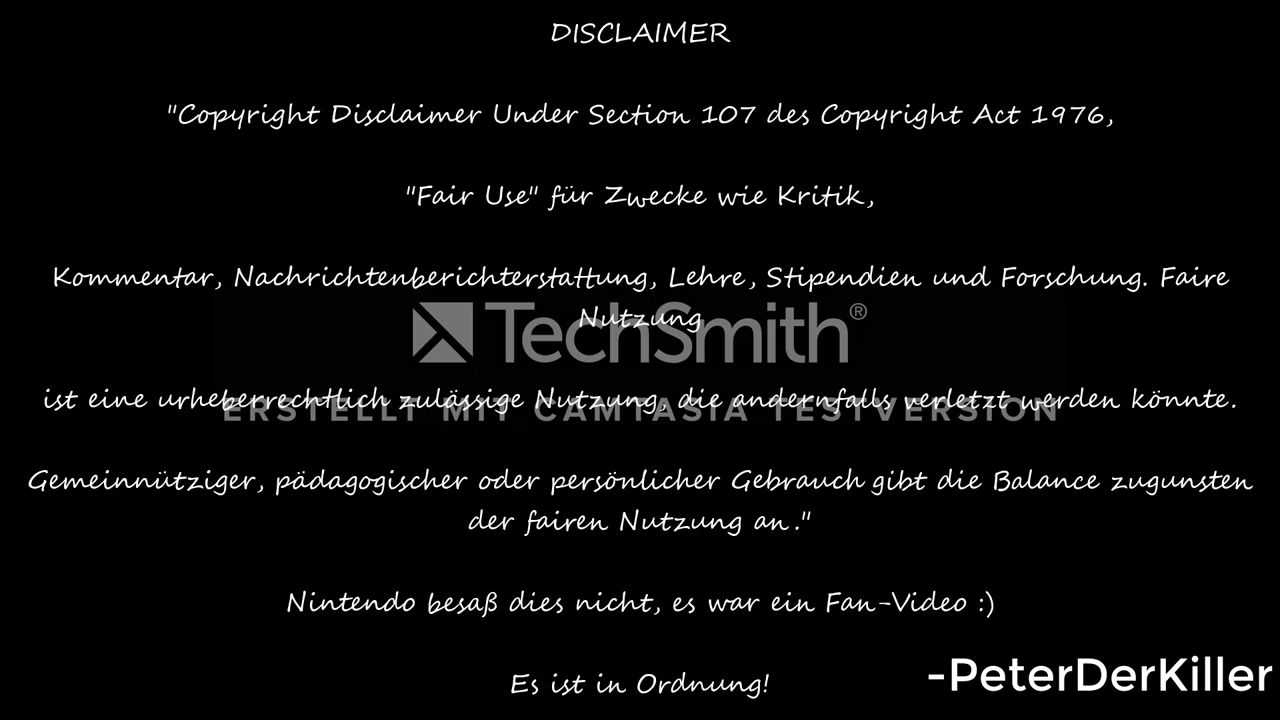 DISCLAIMER
"Copyright Disclaimer Under Section 107 des Copyright Act 1976,
"Fair Use" für Zwecke wie Kritik,
Kommentar, Nachrichtenberichterstattung, Lehre, Stipendien und Forschung. Faire
Nutzung
TechSmith®
ist eine urheberrechtlich zulässige Nutzung, die andernfalls verletzt werden könnte.
ERSTELLT MIT CAMTASIA TESTVERSION
Gemeinnütziger, pädagogischer oder persönlicher Gebrauch gibt die Balance zugunsten
der fairen Nutzung an."
Nintendo besaß dies nicht, es war ein Fan-Video :)
Es ist in Ordnung!
-PeterDerKiller